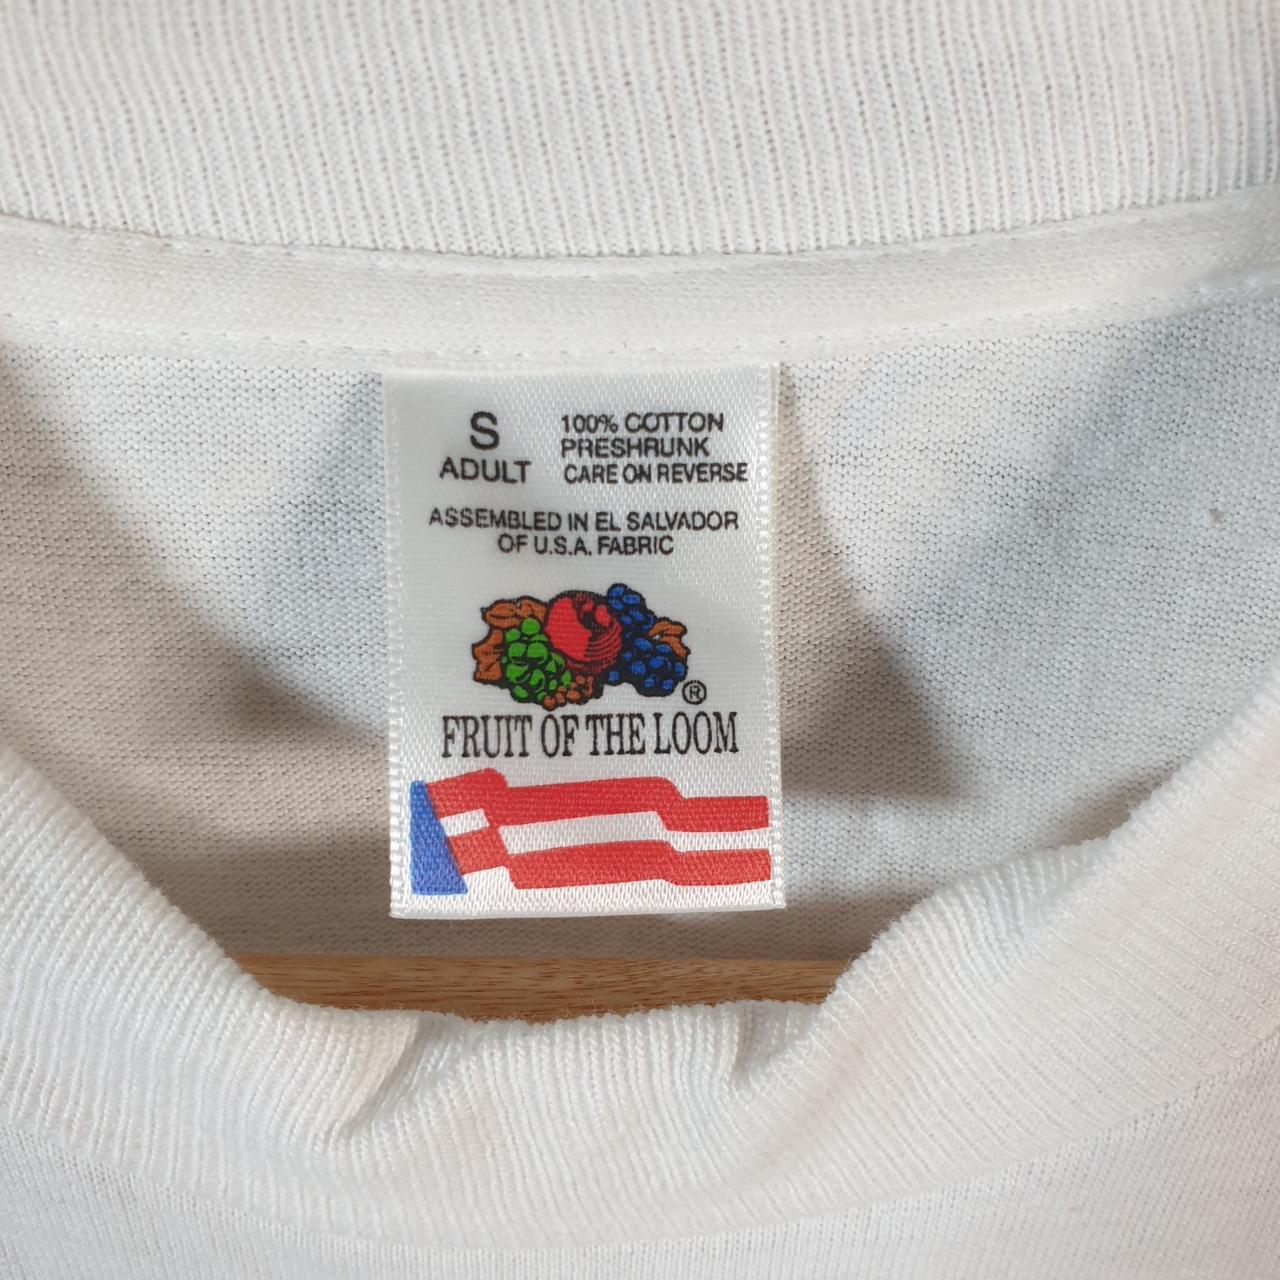 S
ADULT
100% COTTON
PRESHRUNK
CARE ON REVERSE
ASSEMBLED IN EL SALVADOR
OF U.S.A. FABRIC
®
FRUIT OF THE LOOM